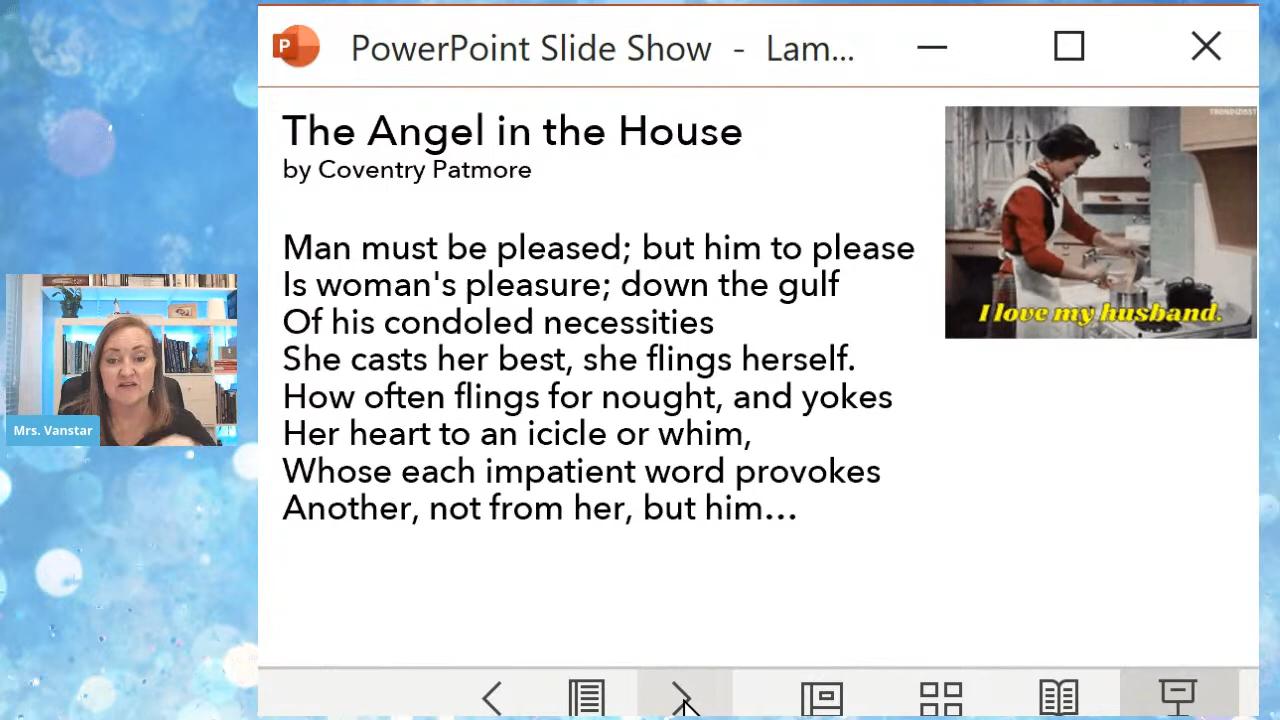 P PowerPoint Slide Show - Lam...
The Angel in the House
by Coventry Patmore
Man must be pleased; but him to please
Is woman's pleasure; down the gulf
Of his condoled necessities
She casts her best, she flings herself.
How often flings for nought, and yokes
Her heart to an icicle or whim,
Whose each impatient word provokes
Another, not from her, but him…
I love my husband.
Mrs. Vanstar